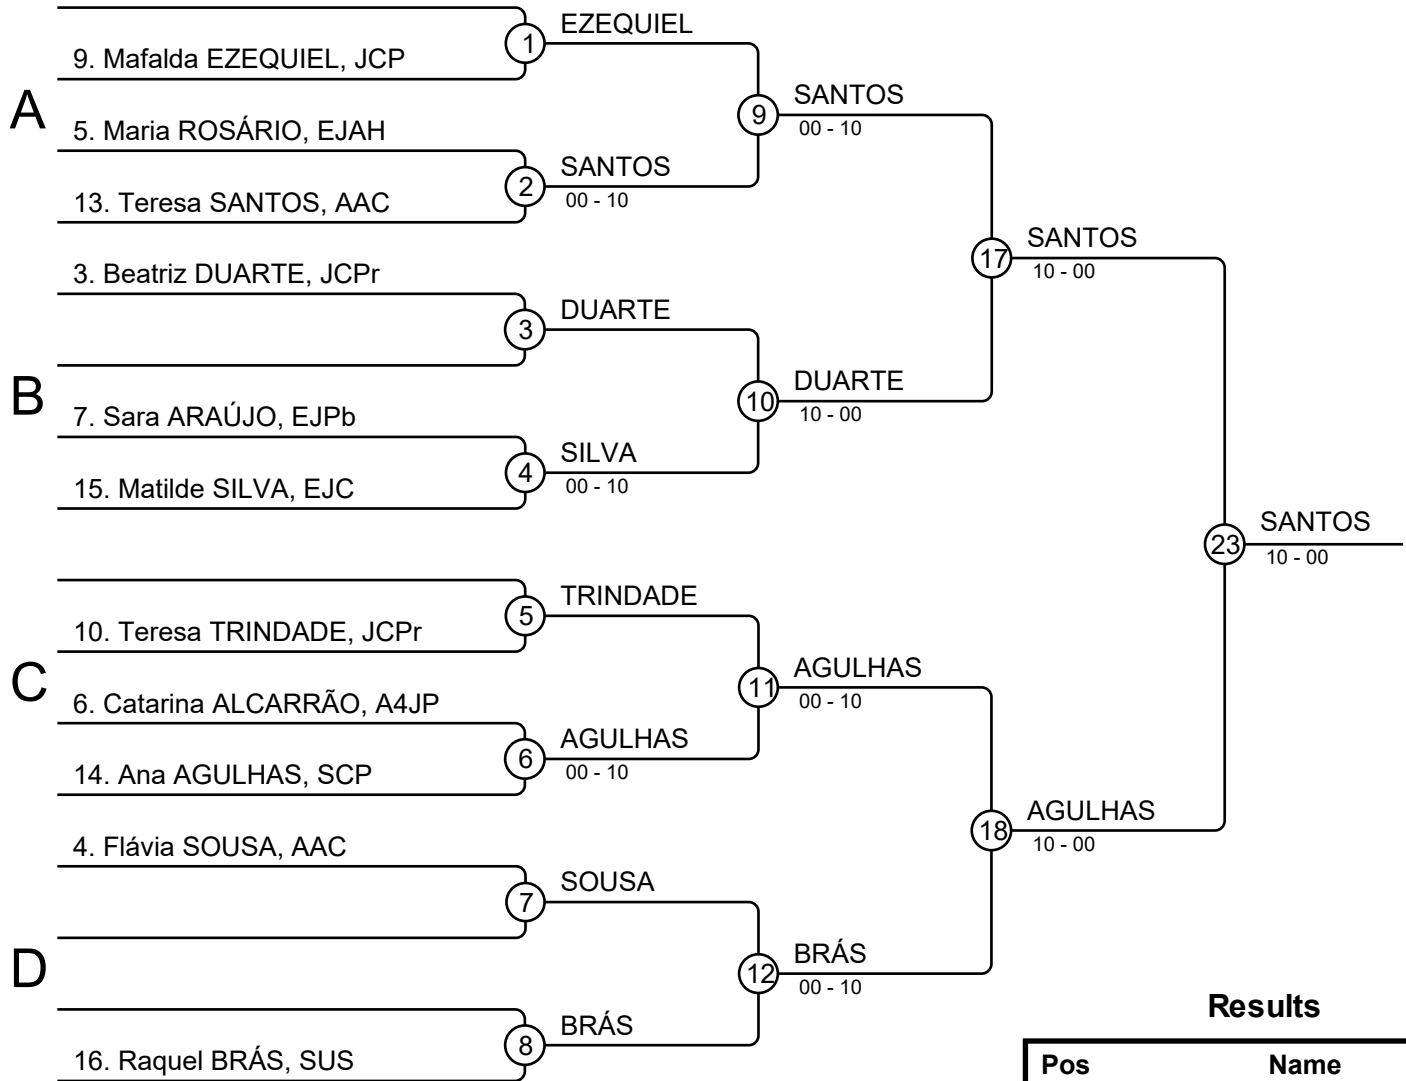 EZEQUIEL
1
9. Mafalda EZEQUIEL, JCP
A
SANTOS
9
00 - 10
5. Maria ROSÁRIO, EJAH
SANTOS
2
00 - 10
13. Teresa SANTOS, AAC
SANTOS
17
10 - 00
3. Beatriz DUARTE, JCPr
DUARTE
3
B
DUARTE
10
10 - 00
7. Sara ARAÚJO, EJPb
SILVA
4
00 - 10
15. Matilde SILVA, EJC
SANTOS
23
10 - 00
TRINDADE
5
10. Teresa TRINDADE, JCPr
C
AGULHAS
11
00 - 10
6. Catarina ALCARRÃO, A4JP
AGULHAS
6
00 - 10
14. Ana AGULHAS, SCP
AGULHAS
18
10 - 00
4. Flávia SOUSA, AAC
SOUSA
7
D
BRÁS
12
00 - 10
BRÁS
8
16. Raquel BRÁS, SUS
Results
Pos Name